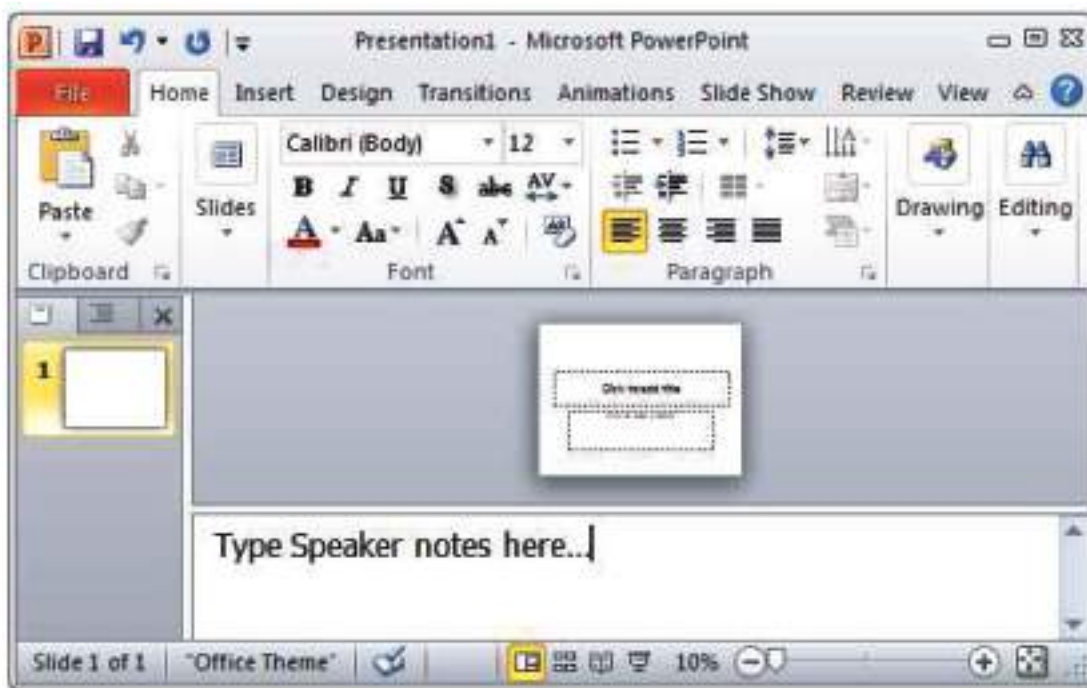 Presentation1 - Microsoft PowerPoint
File Home Insert Design Transitions Animations Slide Show Review View
Calibri (Body) 12
B I U S abc AV
Paste Slides A Aa A A Drawing Editing
Clipboard Font Paragraph
1
Click to add title
Type Speaker notes here...
Slide 1 of 1 "Office Theme" 10%